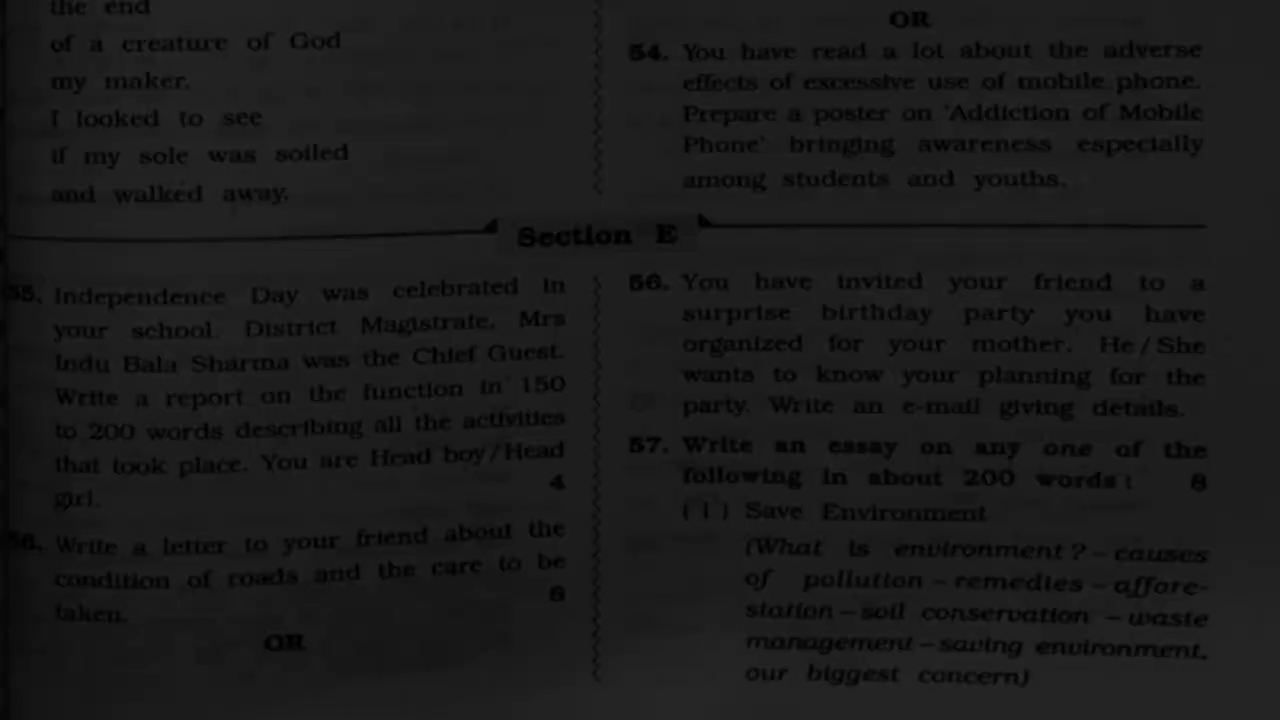 the end
of a creature of God
my maker.
I looked to see
if my sole was soiled
and walked away.
OR
54. You have read a lot about the adverse
effects of excessive use of mobile phone.
Prepare a poster on 'Addiction of Mobile
Phone' bringing awareness especially
among students and youths.
Section E
55. Independence Day was celebrated in
your school. District Magistrate, Mrs
Indu Bala Sharma was the Chief Guest.
Write a report on the function in 150
to 200 words describing all the activities
that took place. You are Head boy/Head
girl. 4
56. Write a letter to your friend about the
condition of roads and the care to be
taken. 6
OR
56. You have invited your friend to a
surprise birthday party you have
organized for your mother. He/She
wants to know your planning for the
party. Write an e-mail giving details.
57. Write an essay on any one of the
following in about 200 words: 8
(i) Save Environment
(What is environment? – causes
of pollution – remedies – affore-
station – soil conservation – waste
management – saving environment,
our biggest concern)